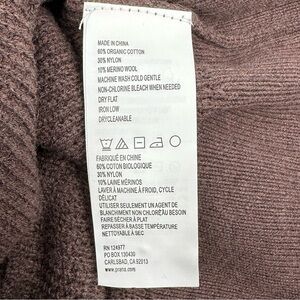 MADE IN CHINA
60% ORGANIC COTTON
30% NYLON
10% MERINO WOOL
MACHINE WASH COLD GENTLE
NON-CHLORINE BLEACH WHEN NEEDED
DRY FLAT
IRON LOW
DRYCLEANABLE
FABRIQUÉ EN CHINE
60% COTON BIOLOGIQUE
30% NYLON
10% LAINE MÉRINOS
LAVER À MACHINE À FROID, CYCLE
DÉLICAT
UTILISER SEULEMENT UN AGENT DE
BLANCHIMENT NON CHLORÉ AU BESOIN
FAIRE SÉCHER À PLAT
REPASSER À BASSE TEMPÉRATURE
NETTOYABLE À SEC
RN 124977
PO BOX 130430
CARLSBAD, CA 92013
www.prana.com